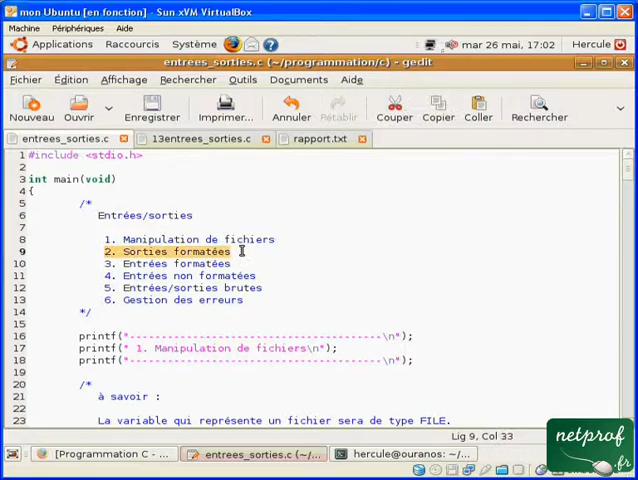 mon Ubuntu [en fonction] - Sun xVM VirtualBox
Machine Périphériques Aide
Applications Raccourcis Système mar 26 mai, 17:02 Hercule
entrees_sorties.c (~/programmation/c) - gedit
Fichier Édition Affichage Rechercher Outils Documents Aide
Nouveau Ouvrir Enregistrer Imprimer... Annuler Rétablir Couper Copier Coller Rechercher
entrees_sorties.c 13entrees_sorties.c rapport.txt
1 #include <stdio.h>
2
3 int main(void)
4 {
5 /*
6 Entrées/sorties
7
8 1. Manipulation de fichiers
9 2. Sorties formatées
10 3. Entrées formatées
11 4. Entrées non formatées
12 5. Entrées/sorties brutes
13 6. Gestion des erreurs
14 */
15
16 printf("----------------------------------------\n");
17 printf(" 1. Manipulation de fichiers\n");
18 printf("----------------------------------------\n");
19
20 /*
21 à savoir :
22
23 La variable qui représente un fichier sera de type FILE.
Lig 9, Col 33
[Programmation C - ... entrees_sorties.c (~/... hercule@ouranos: ~/...
netprof
.fr